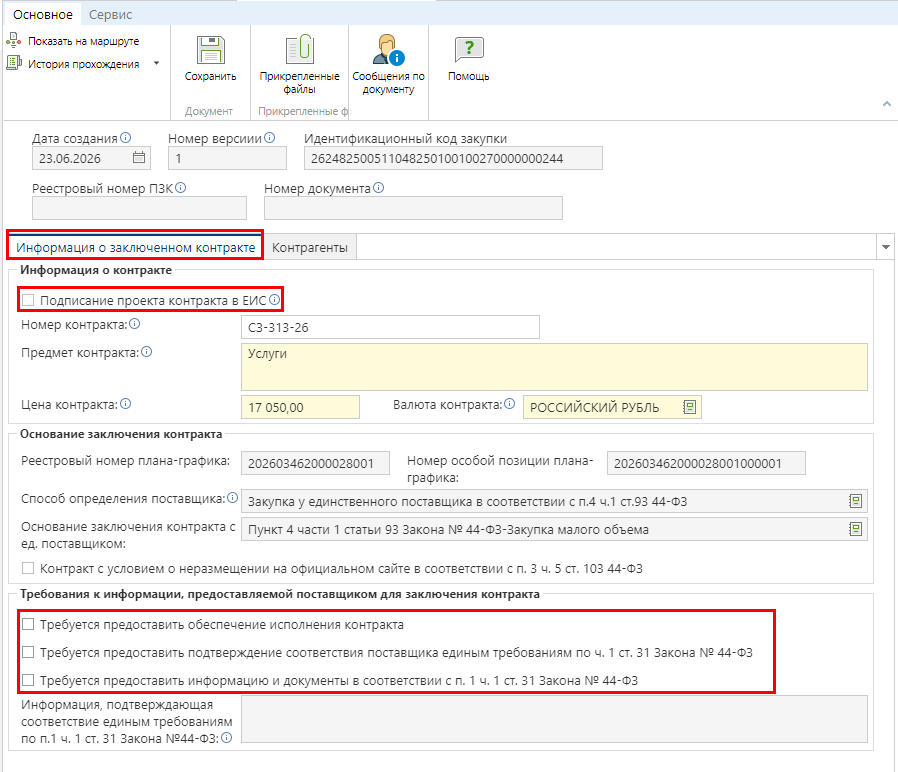 Основное Сервис
Показать на маршруте
История прохождения
Сохранить
Прикрепленные
файлы
Сообщения по
документу
Помощь
Документ
Прикрепленные ф
Дата создания Номер версиии Идентификационный код закупки
23.06.2026 1 262482500511048250100100270000000244
Реестровый номер ПЗК Номер документа
Информация о заключенном контракте Контрагенты
Информация о контракте
Подписание проекта контракта в ЕИС
Номер контракта: СЗ-313-26
Предмет контракта: Услуги
Цена контракта: 17 050,00 Валюта контракта: РОССИЙСКИЙ РУБЛЬ
Основание заключения контракта
Реестровый номер плана-графика: 202603462000028001 Номер особой позиции плана-
графика: 202603462000028001000001
Способ определения поставщика: Закупка у единственного поставщика в соответствии с п.4 ч.1 ст.93 44-ФЗ
Основание заключения контракта с
ед. поставщиком: Пункт 4 части 1 статьи 93 Закона № 44-ФЗ-Закупка малого объема
Контракт с условием о неразмещении на официальном сайте в соответствии с п. 3 ч. 5 ст. 103 44-ФЗ
Требования к информации, предоставляемой поставщиком для заключения контракта
Требуется предоставить обеспечение исполнения контракта
Требуется предоставить подтверждение соответствия поставщика единым требованиям по ч. 1 ст. 31 Закона № 44-ФЗ
Требуется предоставить информацию и документы в соответствии с п. 1 ч. 1 ст. 31 Закона № 44-ФЗ
Информация, подтверждающая
соответствие единым требованиям
по п.1 ч. 1 ст. 31 Закона №44-ФЗ: